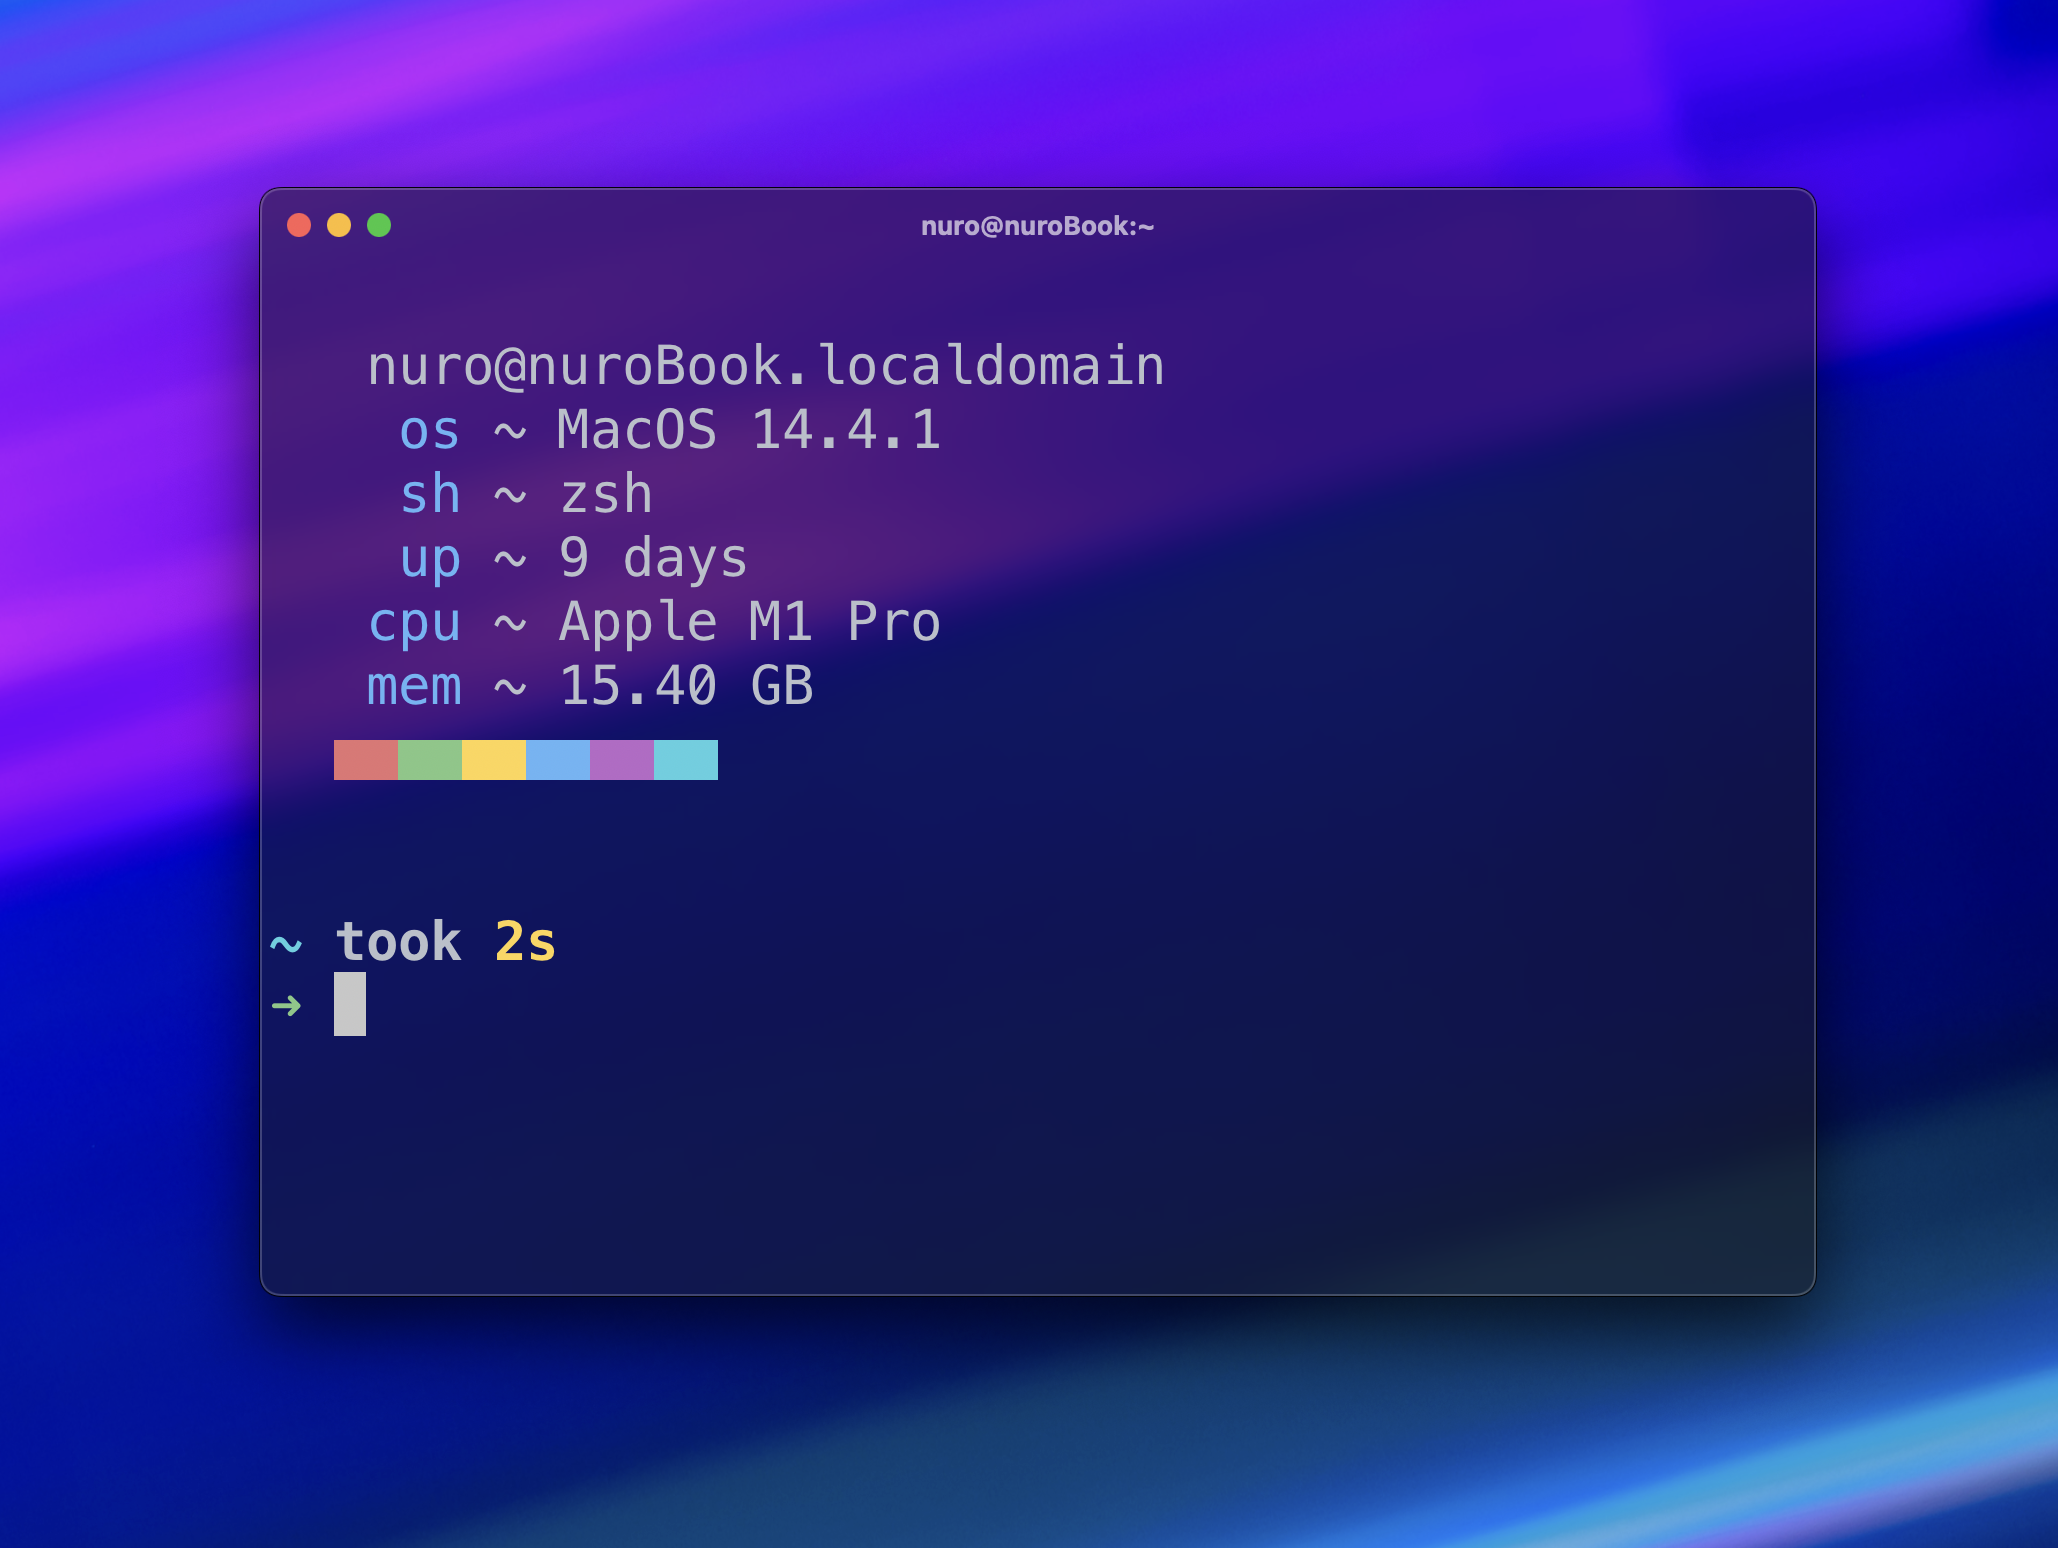 nuro@nuroBook:~
nuro@nuroBook.localdomain
os ~ MacOS 14.4.1
sh ~ zsh
up ~ 9 days
cpu ~ Apple M1 Pro
mem ~ 15.40 GB
~ took 2s
➜